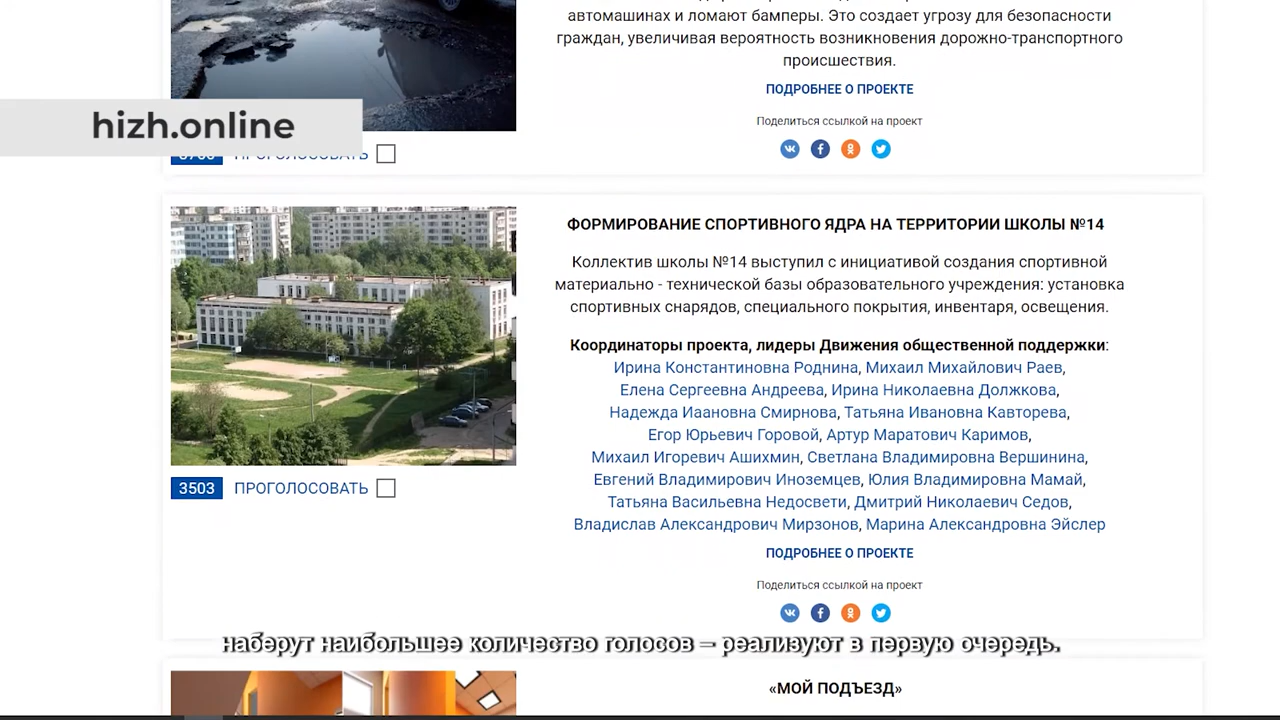 автомашинах и ломают бамперы. Это создает угрозу для безопасности
граждан, увеличивая вероятность возникновения дорожно-транспортного
происшествия.
ПОДРОБНЕЕ О ПРОЕКТЕ
Поделиться ссылкой на проект
hizh.online
ПРОГОЛОСОВАТЬ
ФОРМИРОВАНИЕ СПОРТИВНОГО ЯДРА НА ТЕРРИТОРИИ ШКОЛЫ №14
Коллектив школы №14 выступил с инициативой создания спортивной
материально - технической базы образовательного учреждения: установка
спортивных снарядов, специального покрытия, инвентаря, освещения.
Координаторы проекта, лидеры Движения общественной поддержки:
Ирина Константиновна Роднина, Михаил Михайлович Раев,
Елена Сергеевна Андреева, Ирина Николаевна Должкова,
Надежда Иаановна Смирнова, Татьяна Ивановна Кавторева,
Егор Юрьевич Горовой, Артур Маратович Каримов,
Михаил Игоревич Ашихмин, Светлана Владимировна Вершинина,
Евгений Владимирович Иноземцев, Юлия Владимировна Мамай,
Татьяна Васильевна Недосвети, Дмитрий Николаевич Седов,
Владислав Александрович Мирзонов, Марина Александровна Эйслер
3503 ПРОГОЛОСОВАТЬ
ПОДРОБНЕЕ О ПРОЕКТЕ
Поделиться ссылкой на проект
наберут наибольшее количество голосов – реализуют в первую очередь.
«МОЙ ПОДЪЕЗД»